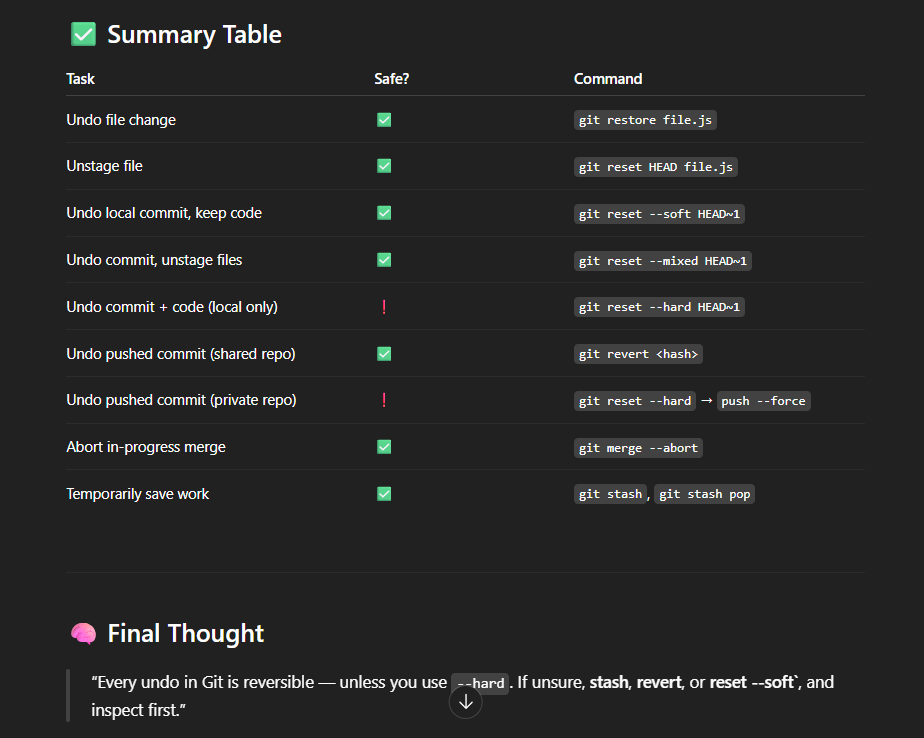 ✅ Summary Table
Task Safe? Command
Undo file change ✅ git restore file.js
Unstage file ✅ git reset HEAD file.js
Undo local commit, keep code ✅ git reset --soft HEAD~1
Undo commit, unstage files ✅ git reset --mixed HEAD~1
Undo commit + code (local only) ❗ git reset --hard HEAD~1
Undo pushed commit (shared repo) ✅ git revert <hash>
Undo pushed commit (private repo) ❗ git reset --hard → push --force
Abort in-progress merge ✅ git merge --abort
Temporarily save work ✅ git stash, git stash pop
🧠 Final Thought
“Every undo in Git is reversible — unless you use --hard. If unsure, stash, revert, or reset --soft`, and
inspect first.”